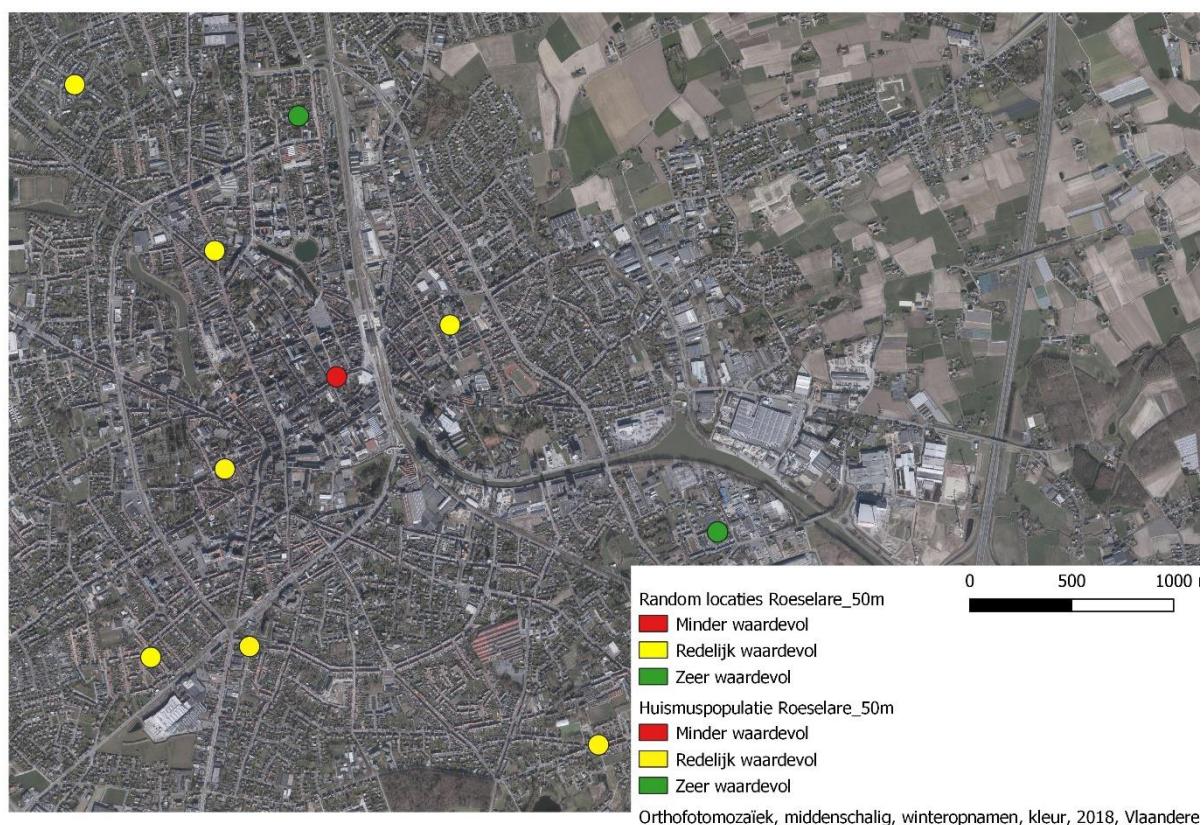 0 500 1000 m
Random locaties Roeselare_50m
Minder waardevol
Redelijk waardevol
Zeer waardevol
Huismuspopulatie Roeselare_50m
Minder waardevol
Redelijk waardevol
Zeer waardevol
Orthofotomozaïek, middenschalig, winteropnamen, kleur, 2018, Vlaandere